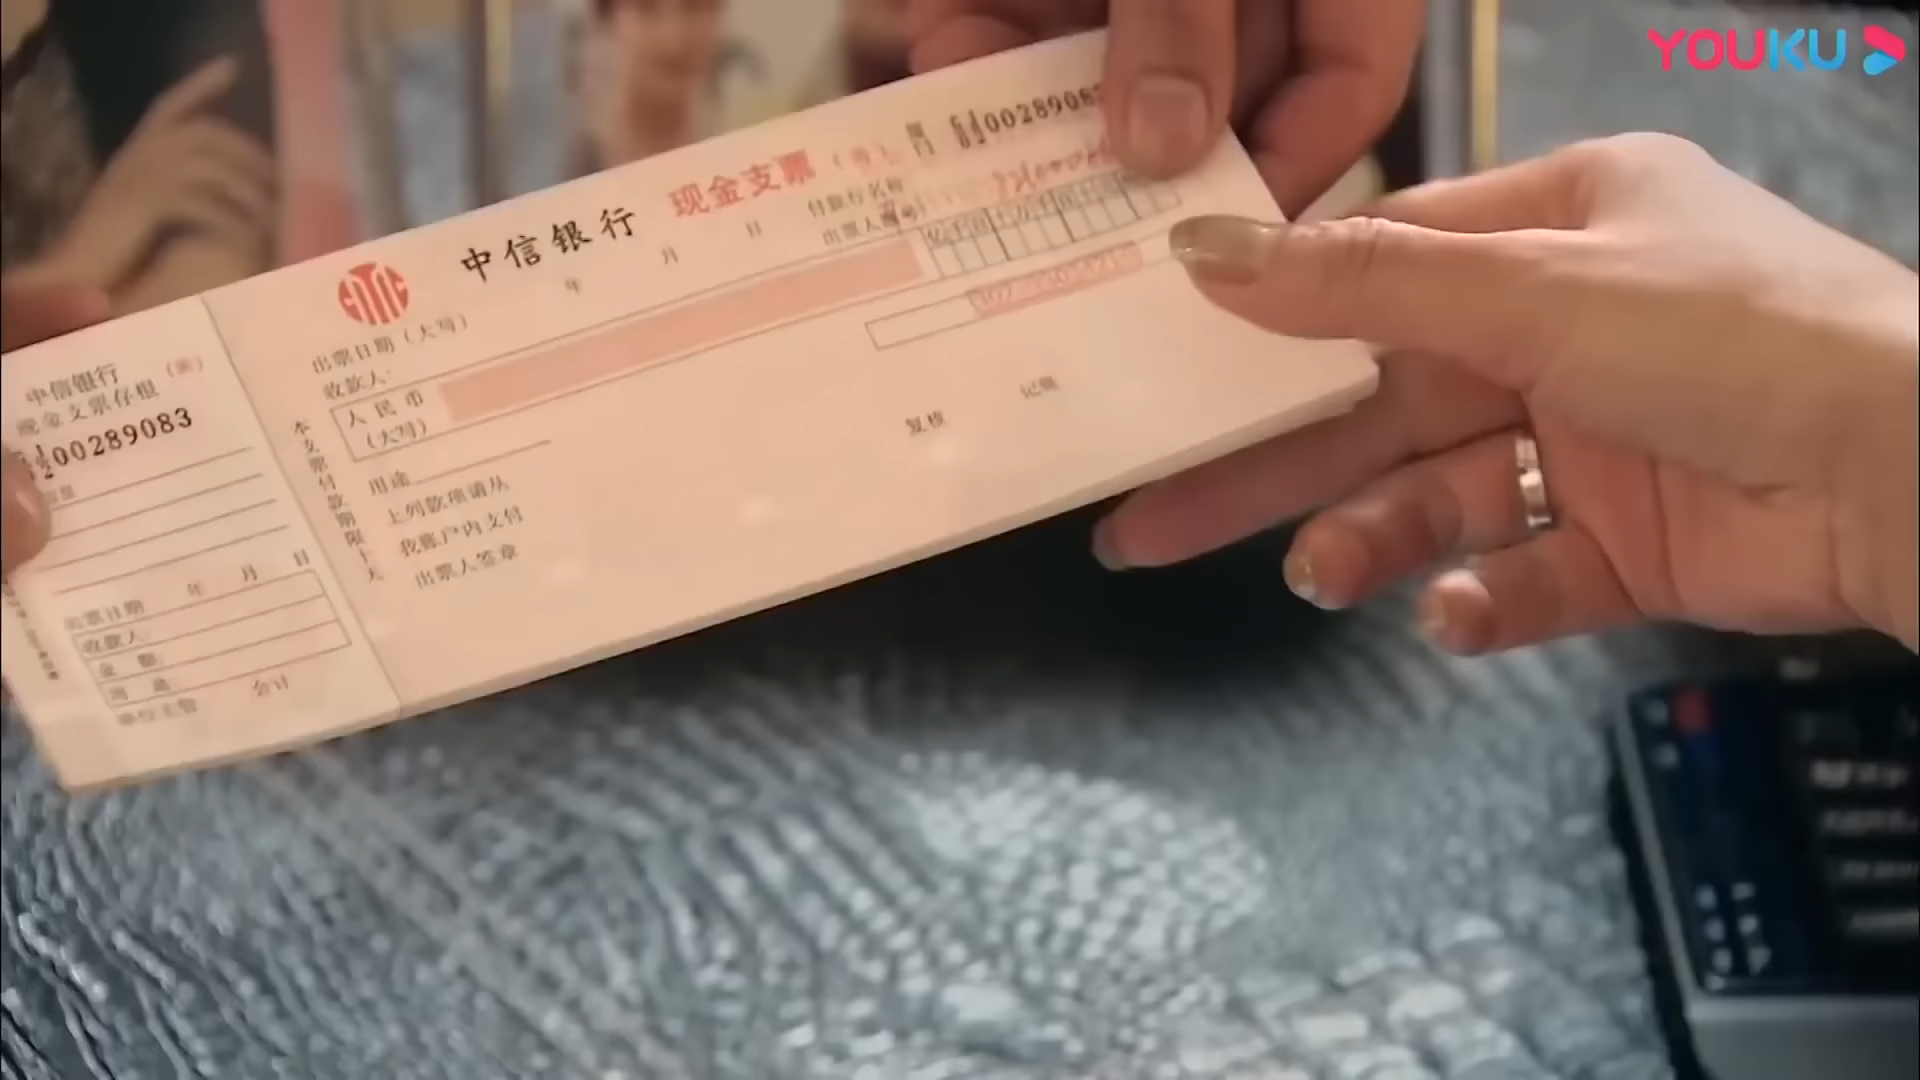 YOUKU
中信银行
现金支票
00289083
出票日期(大写) 年 月 日
付款行名称
收款人:
出票人账号
人民币
(大写)
用途
上列款项请从
我账户内支付
出票人签章
复核
记账
本支票付款期限十天
中信银行
现金支票存根
00289083
出票日期 年 月 日
收款人:
金 额:
用 途:
单位主管 会计